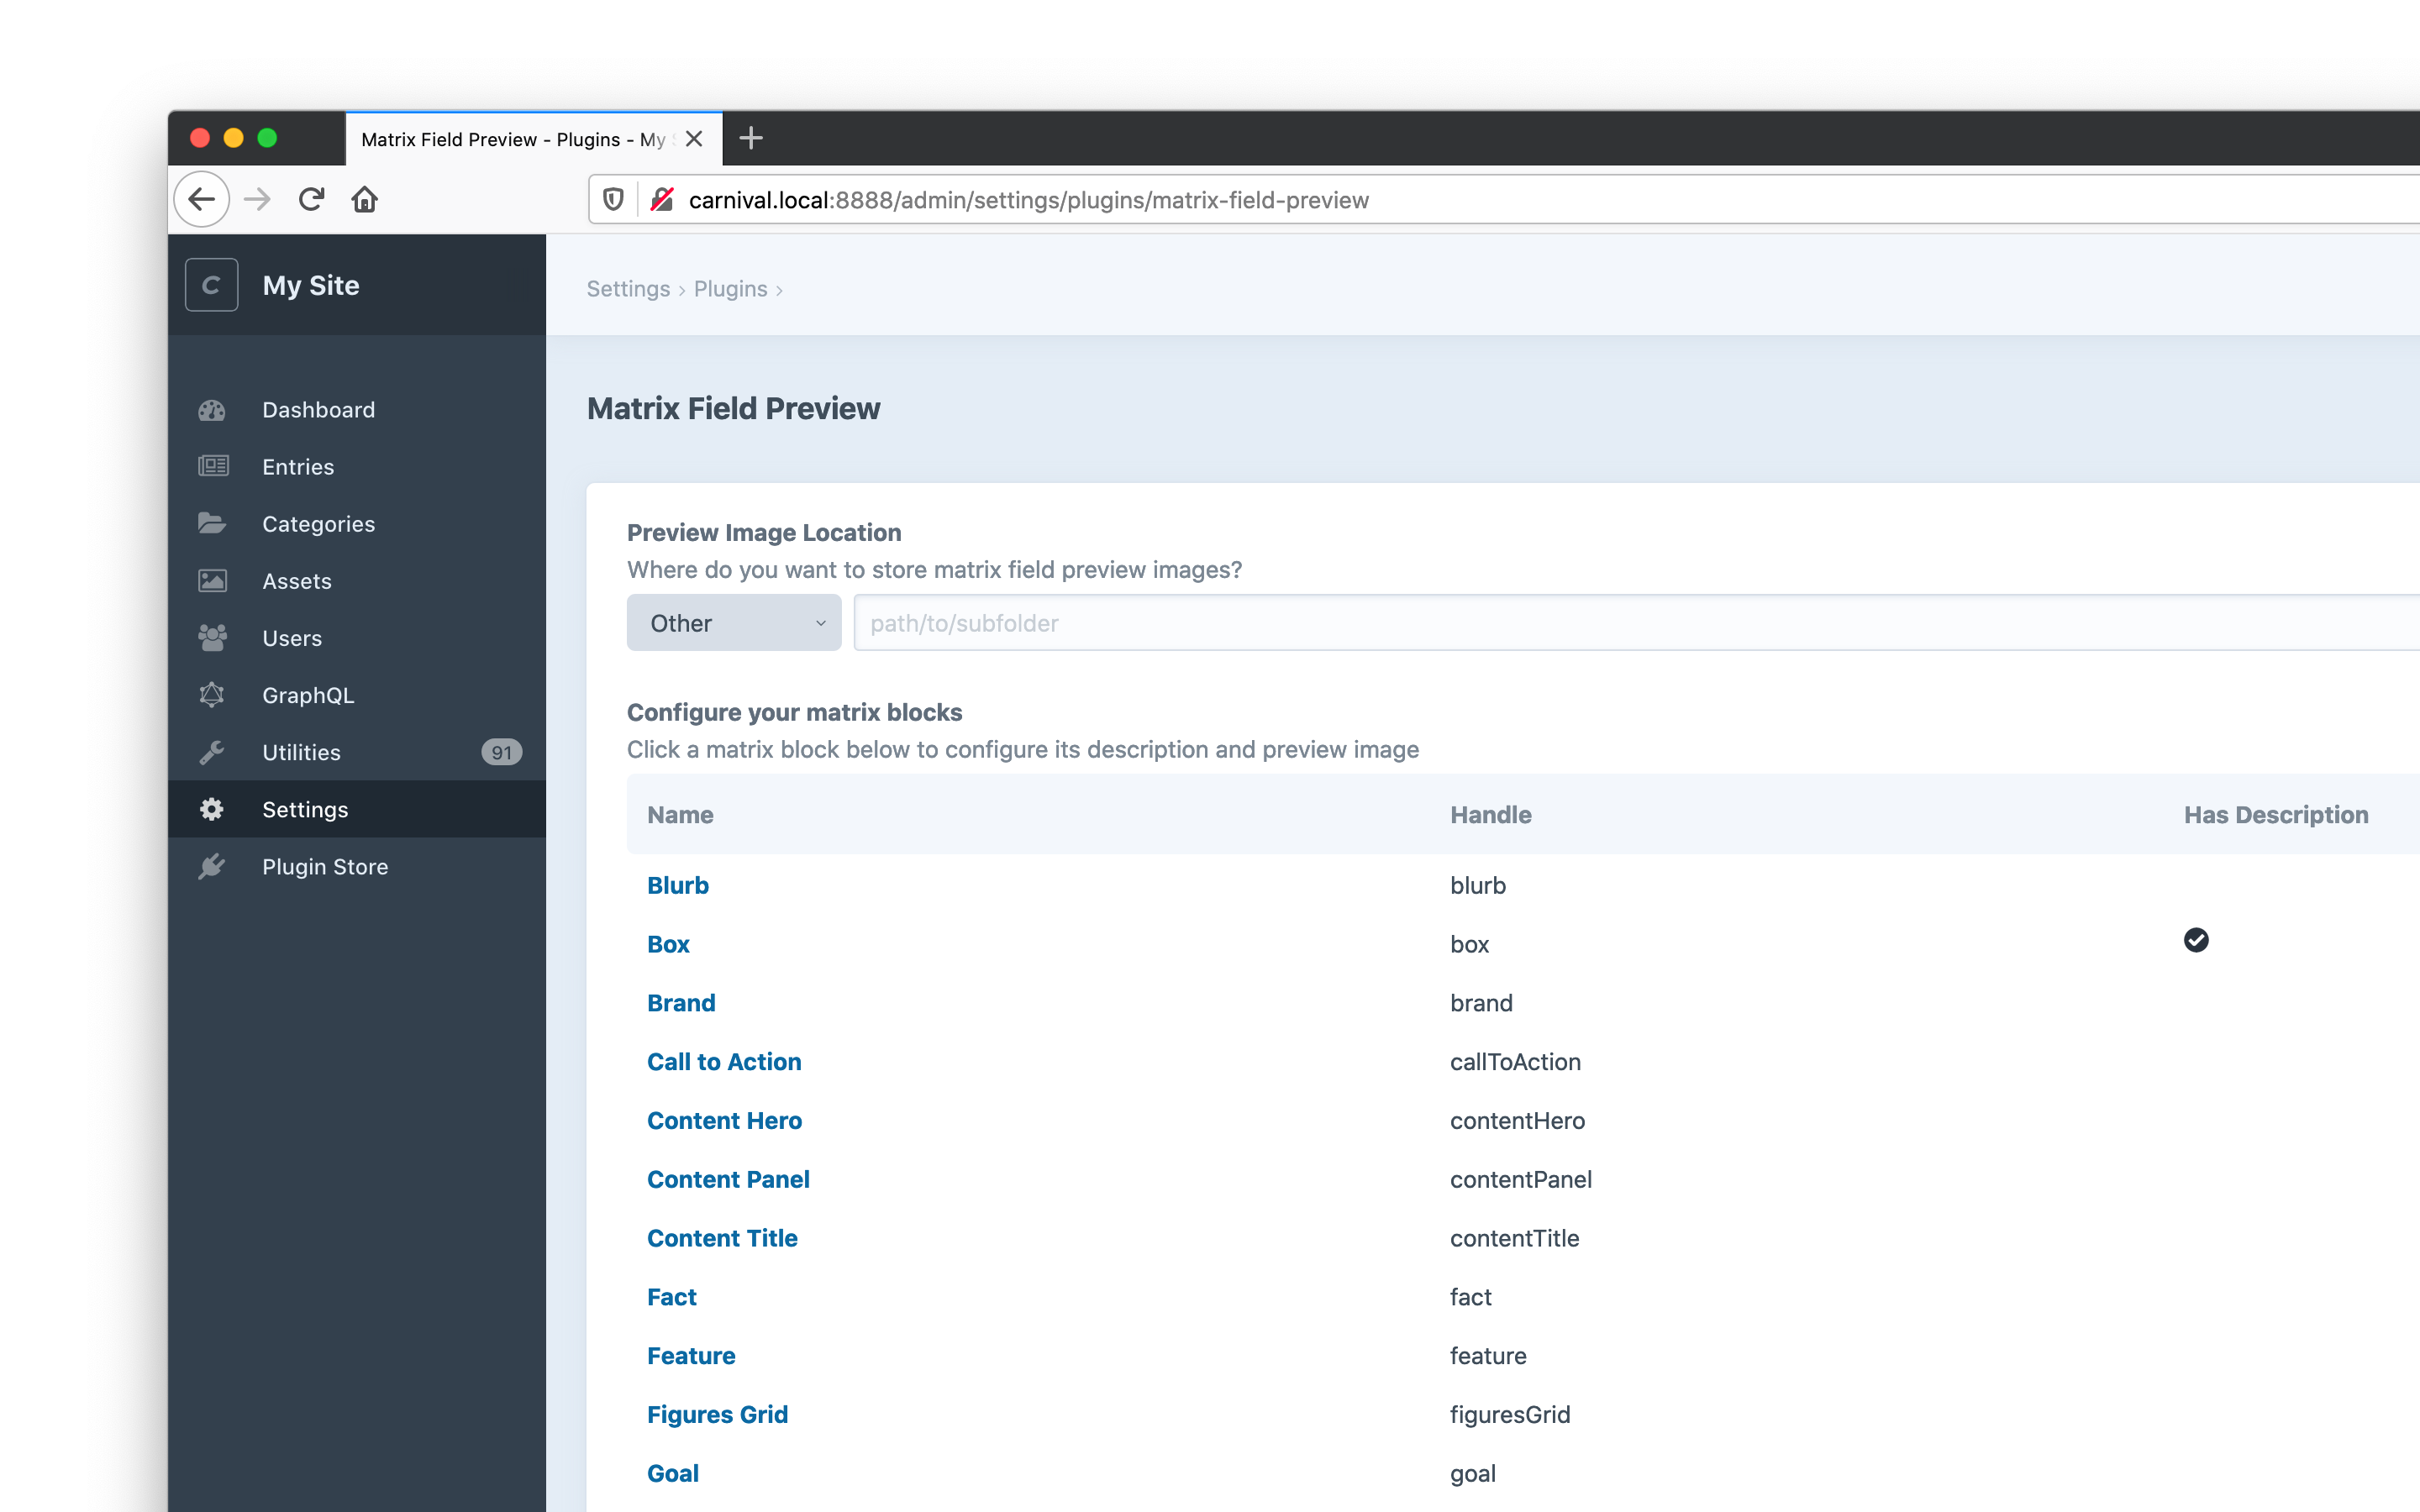 Matrix Field Preview - Plugins - My
carnival.local:8888/admin/settings/plugins/matrix-field-preview
C
My Site
Settings › Plugins ›
Dashboard
Entries
Categories
Assets
Users
GraphQL
Utilities 91
Settings
Plugin Store
Matrix Field Preview
Preview Image Location
Where do you want to store matrix field preview images?
Other path/to/subfolder
Configure your matrix blocks
Click a matrix block below to configure its description and preview image
Name Handle Has Description
Blurb blurb
Box box
Brand brand
Call to Action callToAction
Content Hero contentHero
Content Panel contentPanel
Content Title contentTitle
Fact fact
Feature feature
Figures Grid figuresGrid
Goal goal